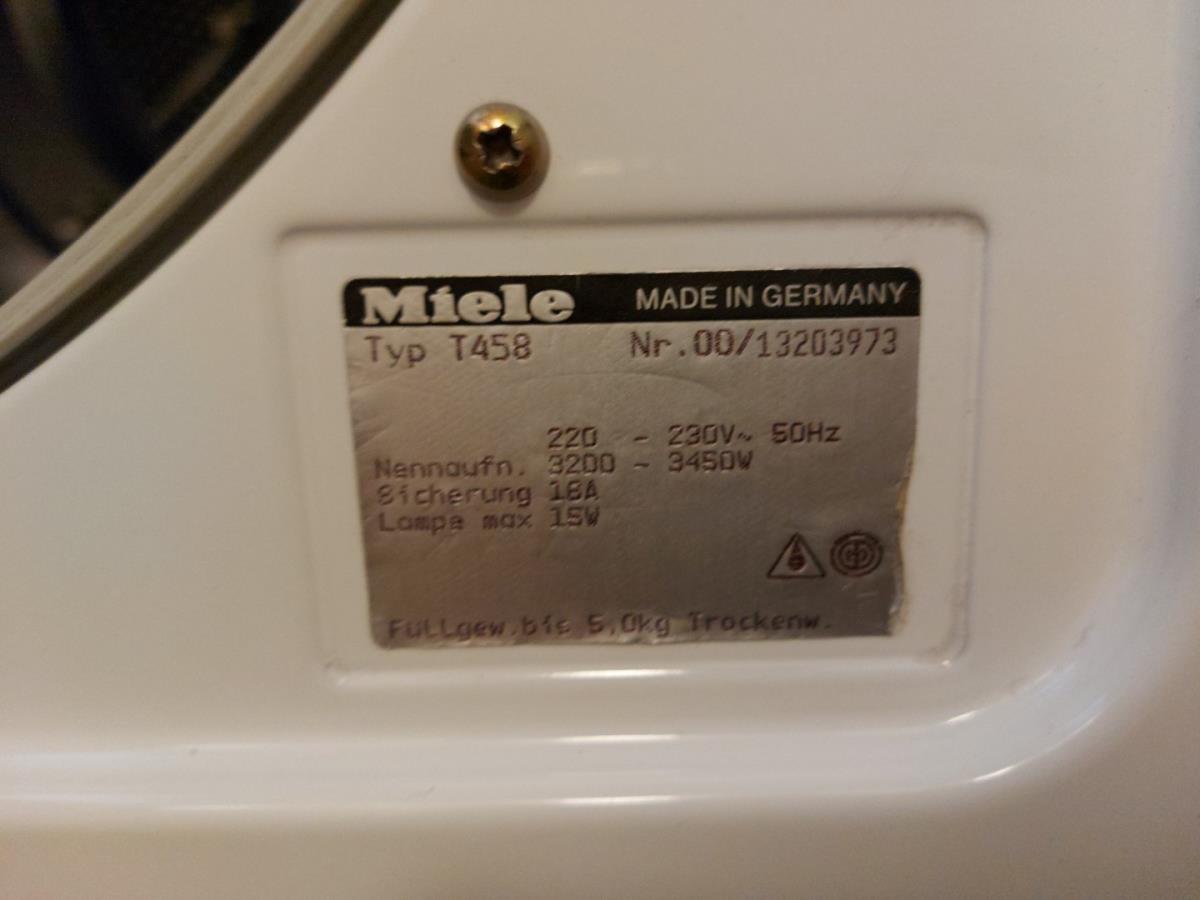 Miele MADE IN GERMANY
Typ T458 Nr.00/13203973
220 - 230V~ 50Hz
Nennaufn. 3200 - 3450W
Sicherung 16A
Lampe max 15W
Füllgew.bis 5,0kg Trockenw.